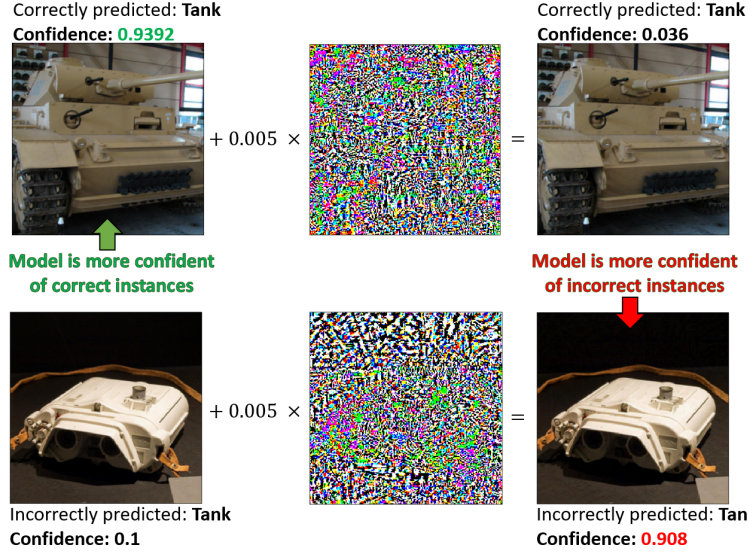 Correctly predicted: Tank
Confidence: 0.9392
Correctly predicted: Tank
Confidence: 0.036
+ 0.005 ×
=
Model is more confident
of correct instances
Model is more confident
of incorrect instances
+ 0.005 ×
=
Incorrectly predicted: Tank
Confidence: 0.1
Incorrectly predicted: Tan
Confidence: 0.908